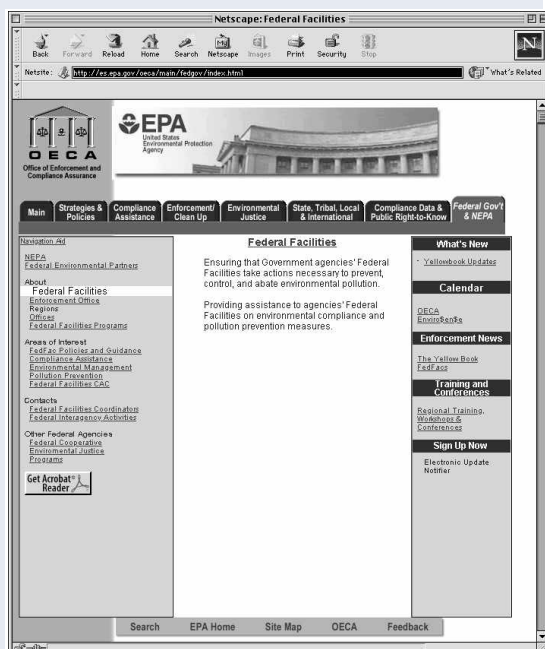 Netscape: Federal Facilities
Back Forward Reload Home Search Netscape Images Print Security Stop
Netsite: http://es.epa.gov/oeca/main/fedgov/index.html What's Related
N
OECA
Office of Enforcement and
Compliance Assurance
EPA
United States
Environmental Protection
Agency
Main
Strategies &
Policies
Compliance
Assistance
Enforcement/
Clean Up
Environmental
Justice
State, Tribal, Local
& International
Compliance Data &
Public Right-to-Know
Federal Gov't
& NEPA
Navigation Aid
NEPA
Federal Environmental Partners
About
Federal Facilities
Enforcement Office
Regions
Offices
Federal Facilities Programs
Areas of Interest
FedFac Policies and Guidance
Compliance Assistance
Environmental Management
Pollution Prevention
Federal Facilities CAC
Contacts
Federal Facilities Coordinators
Federal Interagency Activities
Other Federal Agencies
Federal Cooperative
Enviromental Justice
Programs
Get Acrobat®
Reader
Federal Facilities
Ensuring that Government agencies' Federal
Facilities take actions necessary to prevent,
control, and abate environmental pollution.
Providing assistance to agencies' Federal
Facilities on environmental compliance and
pollution prevention measures.
What's New
· Yellowbook Updates
Calendar
OECA
Enviro$en$e
Enforcement News
The Yellow Book
FedFacs
Training and
Conferences
Regional Training,
Workshops &
Conferences
Sign Up Now
Electronic Update
Notifier
Search EPA Home Site Map OECA Feedback